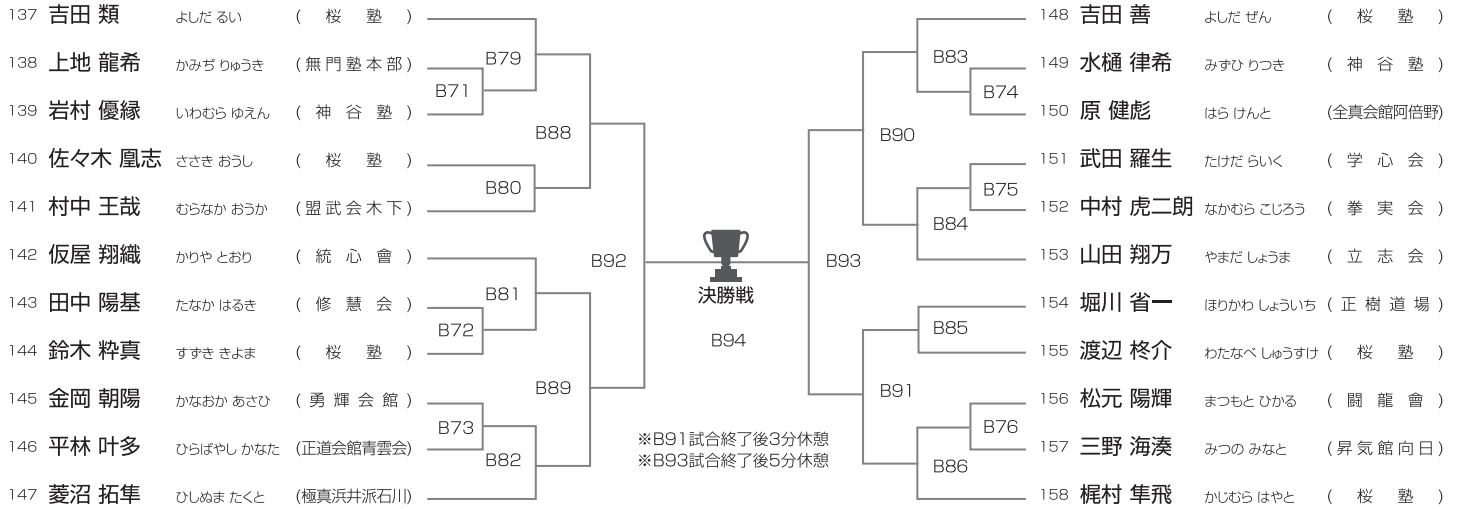 137 吉田 類 よしだ るい (桜塾)
138 上地 龍希 かみぢ りゅうき (無門塾本部)
139 岩村 優縁 いわむら ゆえん (神谷塾)
140 佐々木 凰志 ささき おうし (桜塾)
141 村中 王哉 むらなか おうか (盟武会木下)
142 仮屋 翔織 かりや とおり (統心會)
143 田中 陽基 たなか はるき (修慧会)
144 鈴木 粋真 すずき きよま (桜塾)
145 金岡 朝陽 かなおか あさひ (勇輝会館)
146 平林 叶多 ひらばやし かなた (正道会館青雲会)
147 菱沼 拓隼 ひしぬま たくと (極真浜井派石川)
B79
B71
B88
B80
B92
B81
B72
B89
B73
B82
決勝戦
B94
※B91試合終了後3分休憩
※B93試合終了後5分休憩
B83
B74
B90
B75
B84
B93
B85
B91
B76
B86
148 吉田 善 よしだ ぜん (桜塾)
149 水樋 律希 みずひ りつき (神谷塾)
150 原 健彪 はら けんと (全真会館阿倍野)
151 武田 羅生 たけだ らいく (学心会)
152 中村 虎二朗 なかむら こじろう (拳実会)
153 山田 翔万 やまだ しょうま (立志会)
154 堀川 省一 ほりかわ しょういち (正樹道場)
155 渡辺 柊介 わたなべ しゅうすけ (桜塾)
156 松元 陽輝 まつもと ひかる (闘龍會)
157 三野 海湊 みつの みなと (昇気館向日)
158 梶村 隼飛 かじむら はやと (桜塾)